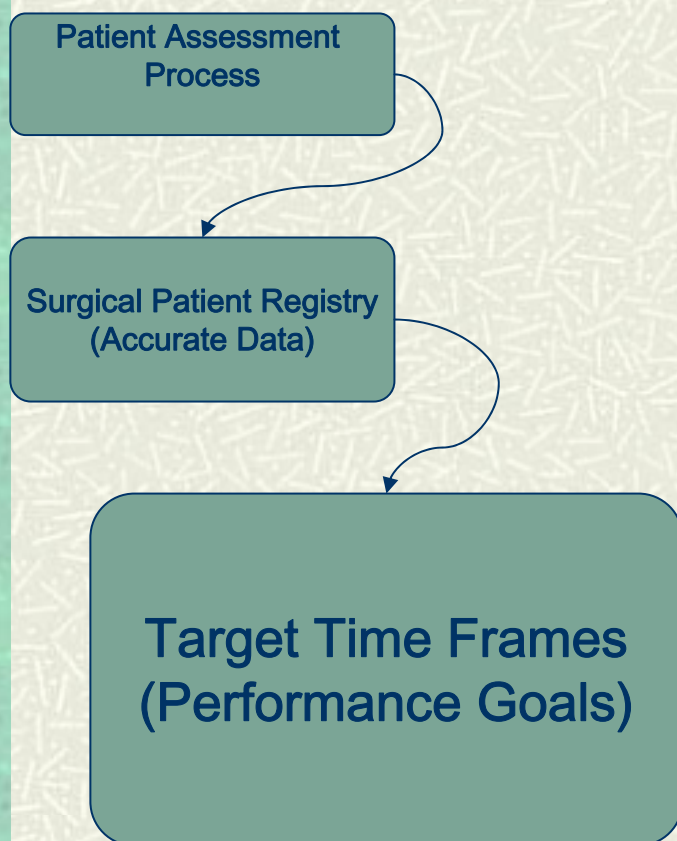 Patient Assessment
Process
Surgical Patient Registry
(Accurate Data)
Target Time Frames
(Performance Goals)